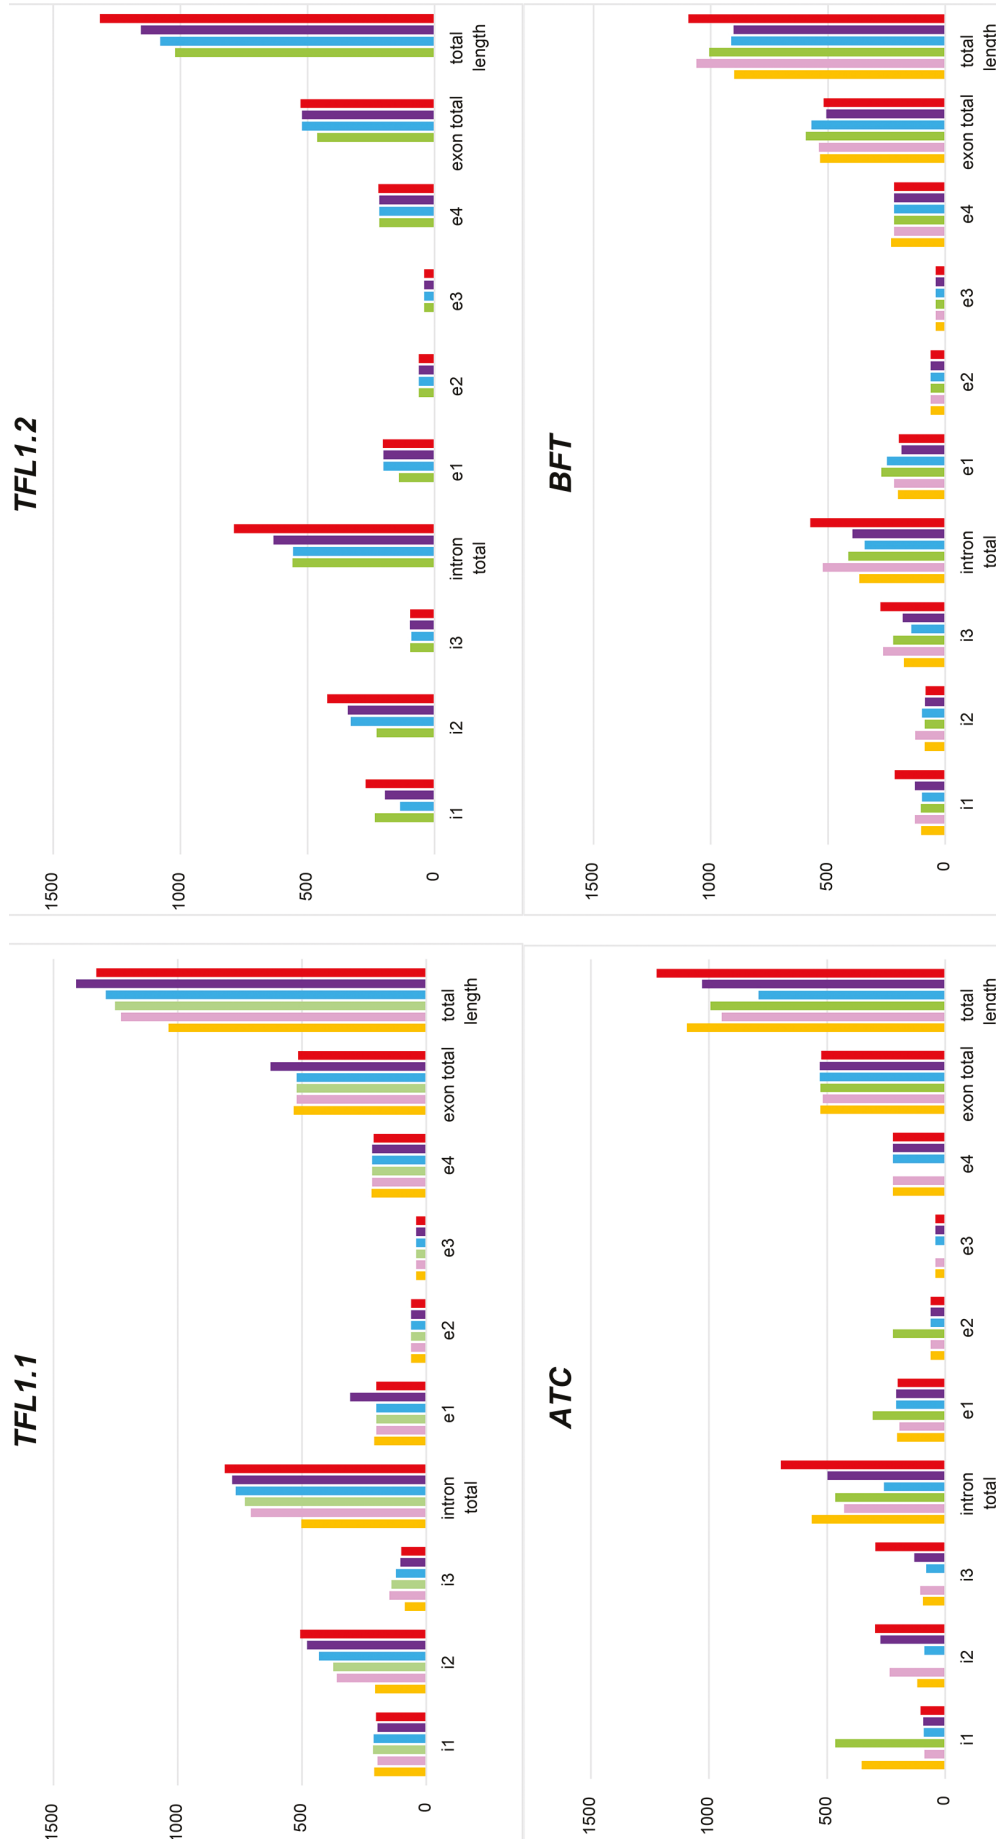 TFL1.1
1500
1000
500
0
i1 i2 i3 intron e1 e2 e3 e4 exon total total
total length
TFL1.2
1500
1000
500
0
i1 i2 i3 intron e1 e2 e3 e4 exon total total
total length
ATC
1500
1000
500
0
i1 i2 i3 intron e1 e2 e3 e4 exon total total
total length
BFT
1500
1000
500
0
i1 i2 i3 intron e1 e2 e3 e4 exon total total
total length